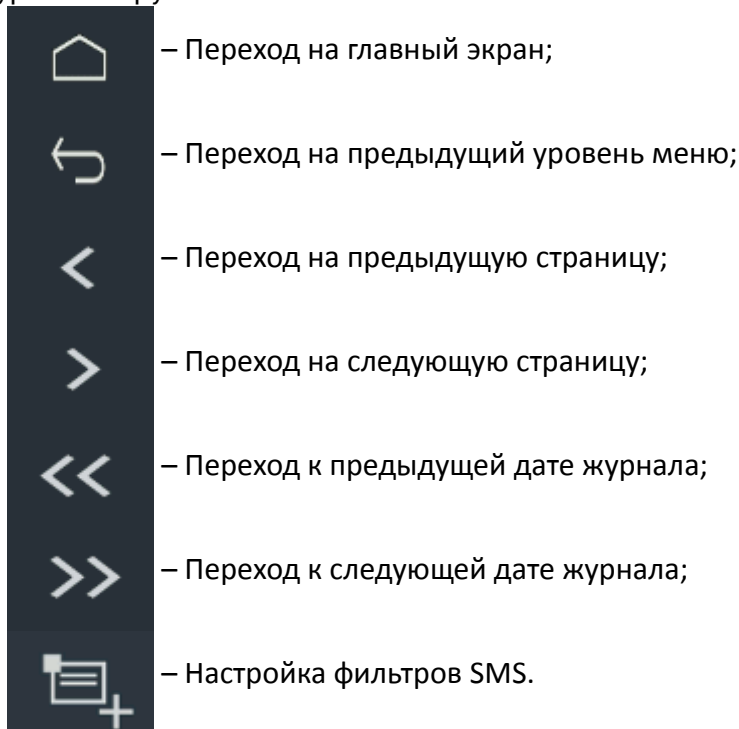 – Переход на главный экран;
– Переход на предыдущий уровень меню;
– Переход на предыдущую страницу;
– Переход на следующую страницу;
– Переход к предыдущей дате журнала;
– Переход к следующей дате журнала;
– Настройка фильтров SMS.